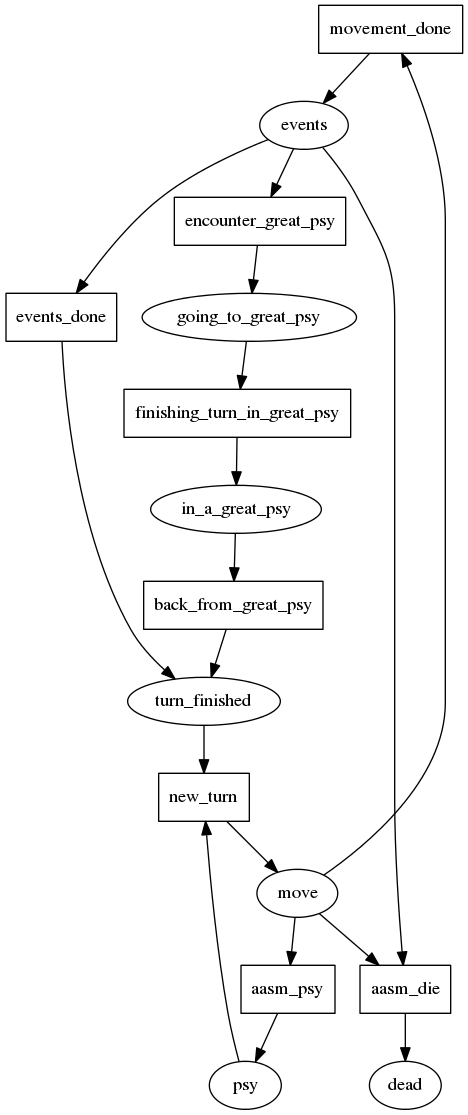 movement_done
events
encounter_great_psy
events_done
going_to_great_psy
finishing_turn_in_great_psy
in_a_great_psy
back_from_great_psy
turn_finished
new_turn
move
aasm_psy
aasm_die
psy
dead